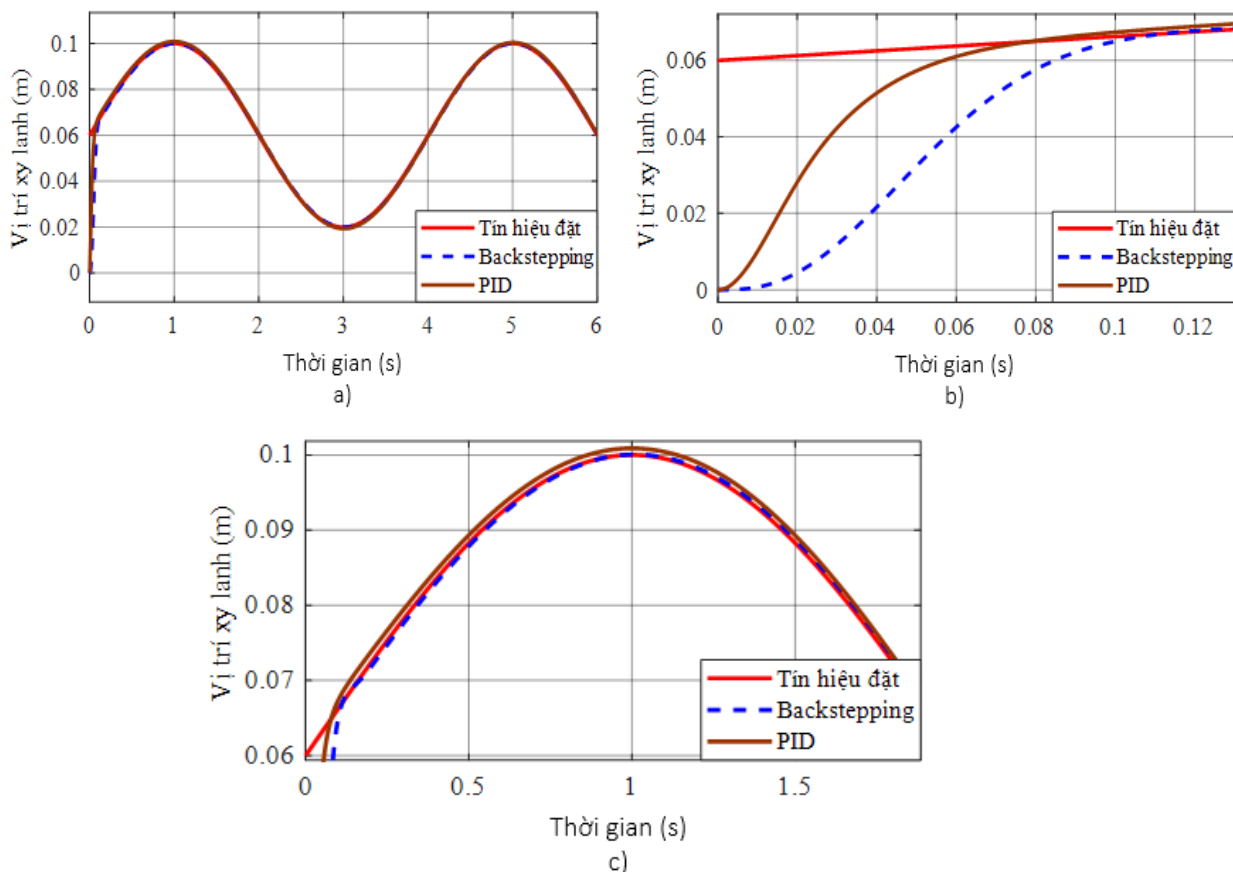 Vị trí xy lanh (m)
0.1
0.08
0.06
0.04
0.02
0
Tín hiệu đặt
Backstepping
PID
0 1 2 3 4 5 6
Thời gian (s)
a)
Vị trí xy lanh (m)
0.06
0.04
0.02
0
Tín hiệu đặt
Backstepping
PID
0 0.02 0.04 0.06 0.08 0.1 0.12
Thời gian (s)
b)
Vị trí xy lanh (m)
0.1
0.09
0.08
0.07
0.06
Tín hiệu đặt
Backstepping
PID
0 0.5 1 1.5
Thời gian (s)
c)